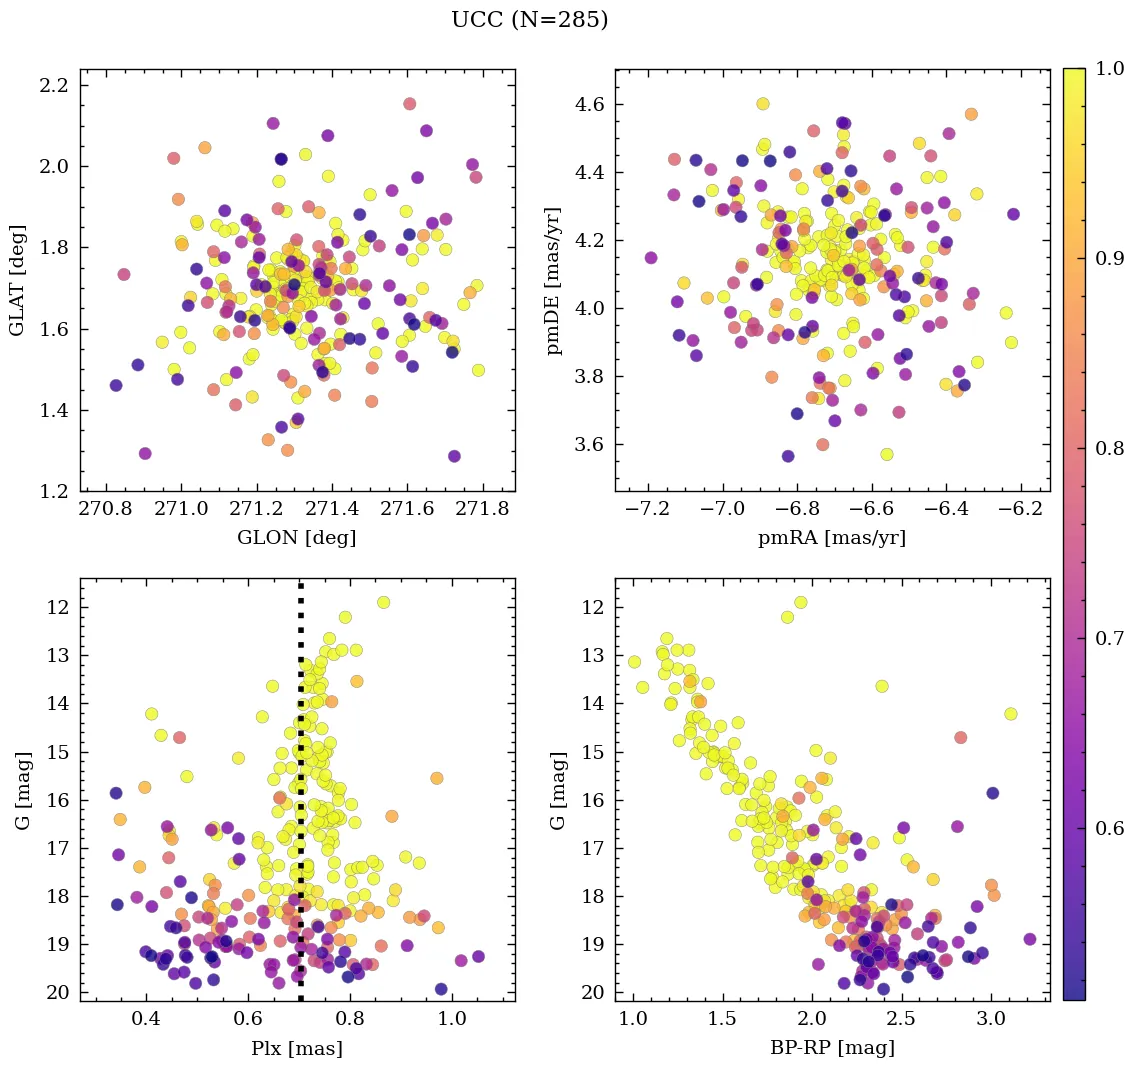 UCC (N=285)
2.2
2.0
1.8
1.6
1.4
1.2
GLAT [deg]
270.8 271.0 271.2 271.4 271.6 271.8
GLON [deg]
4.6
4.4
4.2
4.0
3.8
3.6
pmDE [mas/yr]
−7.2 −7.0 −6.8 −6.6 −6.4 −6.2
pmRA [mas/yr]
12
13
14
15
16
17
18
19
20
G [mag]
0.4 0.6 0.8 1.0
Plx [mas]
12
13
14
15
16
17
18
19
20
G [mag]
1.0 1.5 2.0 2.5 3.0
BP-RP [mag]
1.0
0.9
0.8
0.7
0.6